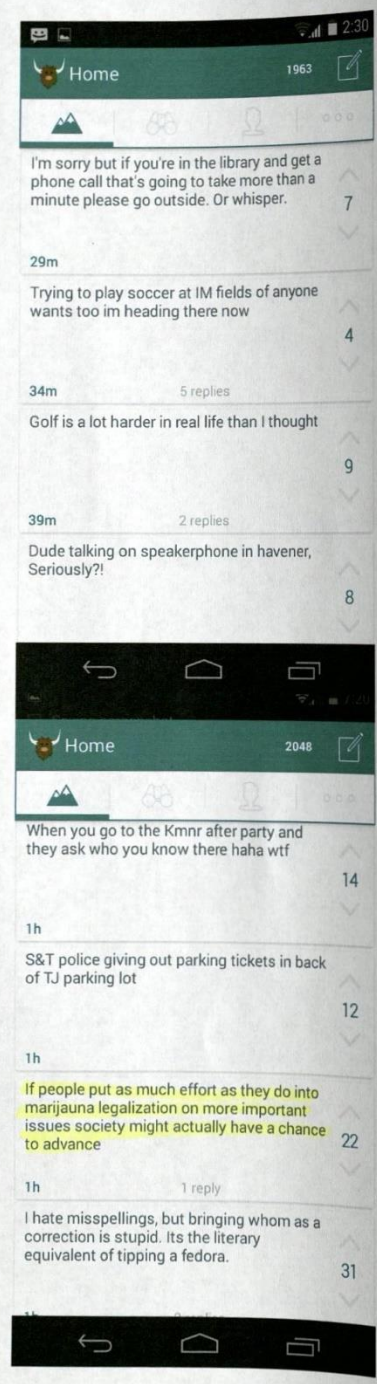 2:30
Home
1963
I'm sorry but if you're in the library and get a
phone call that's going to take more than a
minute please go outside. Or whisper.
7
29m
Trying to play soccer at IM fields of anyone
wants too im heading there now
4
34m
5 replies
Golf is a lot harder in real life than I thought
9
39m
2 replies
Dude talking on speakerphone in havener,
Seriously?!
8
Home
2048
When you go to the Kmnr after party and
they ask who you know there haha wtf
14
1h
S&T police giving out parking tickets in back
of TJ parking lot
12
1h
If people put as much effort as they do into
marijauna legalization on more important
issues society might actually have a chance
to advance
22
1h
1 reply
I hate misspellings, but bringing whom as a
correction is stupid. Its the literary
equivalent of tipping a fedora.
31